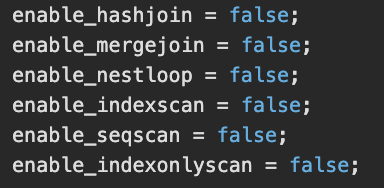 enable_hashjoin = false;
enable_mergejoin = false;
enable_nestloop = false;
enable_indexscan = false;
enable_seqscan = false;
enable_indexonlyscan = false;